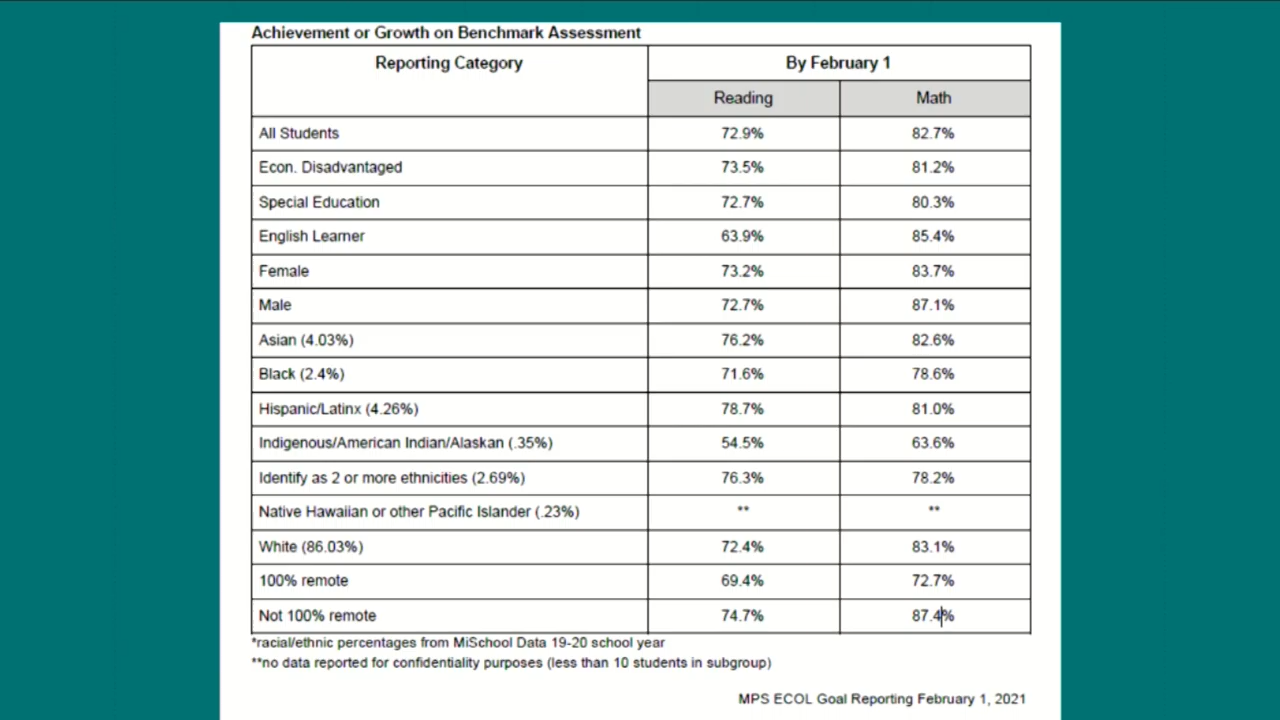 Achievement or Growth on Benchmark Assessment
Reporting Category By February 1
Reading Math
All Students 72.9% 82.7%
Econ. Disadvantaged 73.5% 81.2%
Special Education 72.7% 80.3%
English Learner 63.9% 85.4%
Female 73.2% 83.7%
Male 72.7% 87.1%
Asian (4.03%) 76.2% 82.6%
Black (2.4%) 71.6% 78.6%
Hispanic/Latinx (4.26%) 78.7% 81.0%
Indigenous/American Indian/Alaskan (.35%) 54.5% 63.6%
Identify as 2 or more ethnicities (2.69%) 76.3% 78.2%
Native Hawaiian or other Pacific Islander (.23%) ** **
White (86.03%) 72.4% 83.1%
100% remote 69.4% 72.7%
Not 100% remote 74.7% 87.4%
*racial/ethnic percentages from MiSchool Data 19-20 school year
**no data reported for confidentiality purposes (less than 10 students in subgroup)
MPS ECOL Goal Reporting February 1, 2021